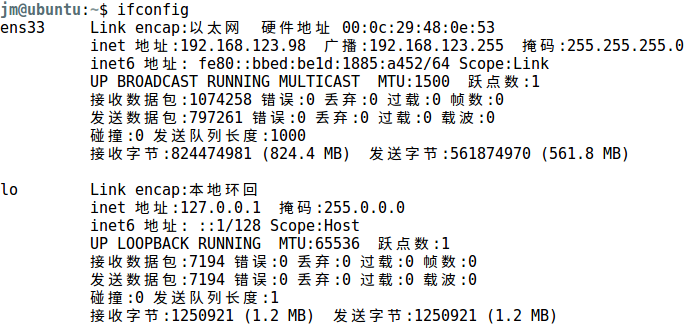 jm@ubuntu:~$ ifconfig
ens33     Link encap:以太网  硬件地址 00:0c:29:48:0e:53
          inet 地址:192.168.123.98  广播:192.168.123.255  掩码:255.255.255.0
          inet6 地址: fe80::bbed:be1d:1885:a452/64 Scope:Link
          UP BROADCAST RUNNING MULTICAST  MTU:1500  跃点数:1
          接收数据包:1074258 错误:0 丢弃:0 过载:0 帧数:0
          发送数据包:797261 错误:0 丢弃:0 过载:0 载波:0
          碰撞:0 发送队列长度:1000
          接收字节:824474981 (824.4 MB)  发送字节:561874970 (561.8 MB)

lo        Link encap:本地环回
          inet 地址:127.0.0.1  掩码:255.0.0.0
          inet6 地址: ::1/128 Scope:Host
          UP LOOPBACK RUNNING  MTU:65536  跃点数:1
          接收数据包:7194 错误:0 丢弃:0 过载:0 帧数:0
          发送数据包:7194 错误:0 丢弃:0 过载:0 载波:0
          碰撞:0 发送队列长度:1
          接收字节:1250921 (1.2 MB)  发送字节:1250921 (1.2 MB)